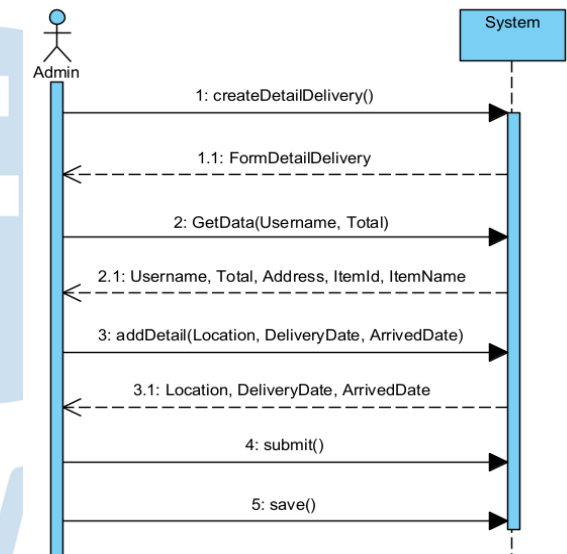 System
Admin
1: createDetailDelivery()
1.1: FormDetailDelivery
2: GetData(Username, Total)
2.1: Username, Total, Address, ItemId, ItemName
3: addDetail(Location, DeliveryDate, ArrivedDate)
3.1: Location, DeliveryDate, ArrivedDate
4: submit()
5: save()